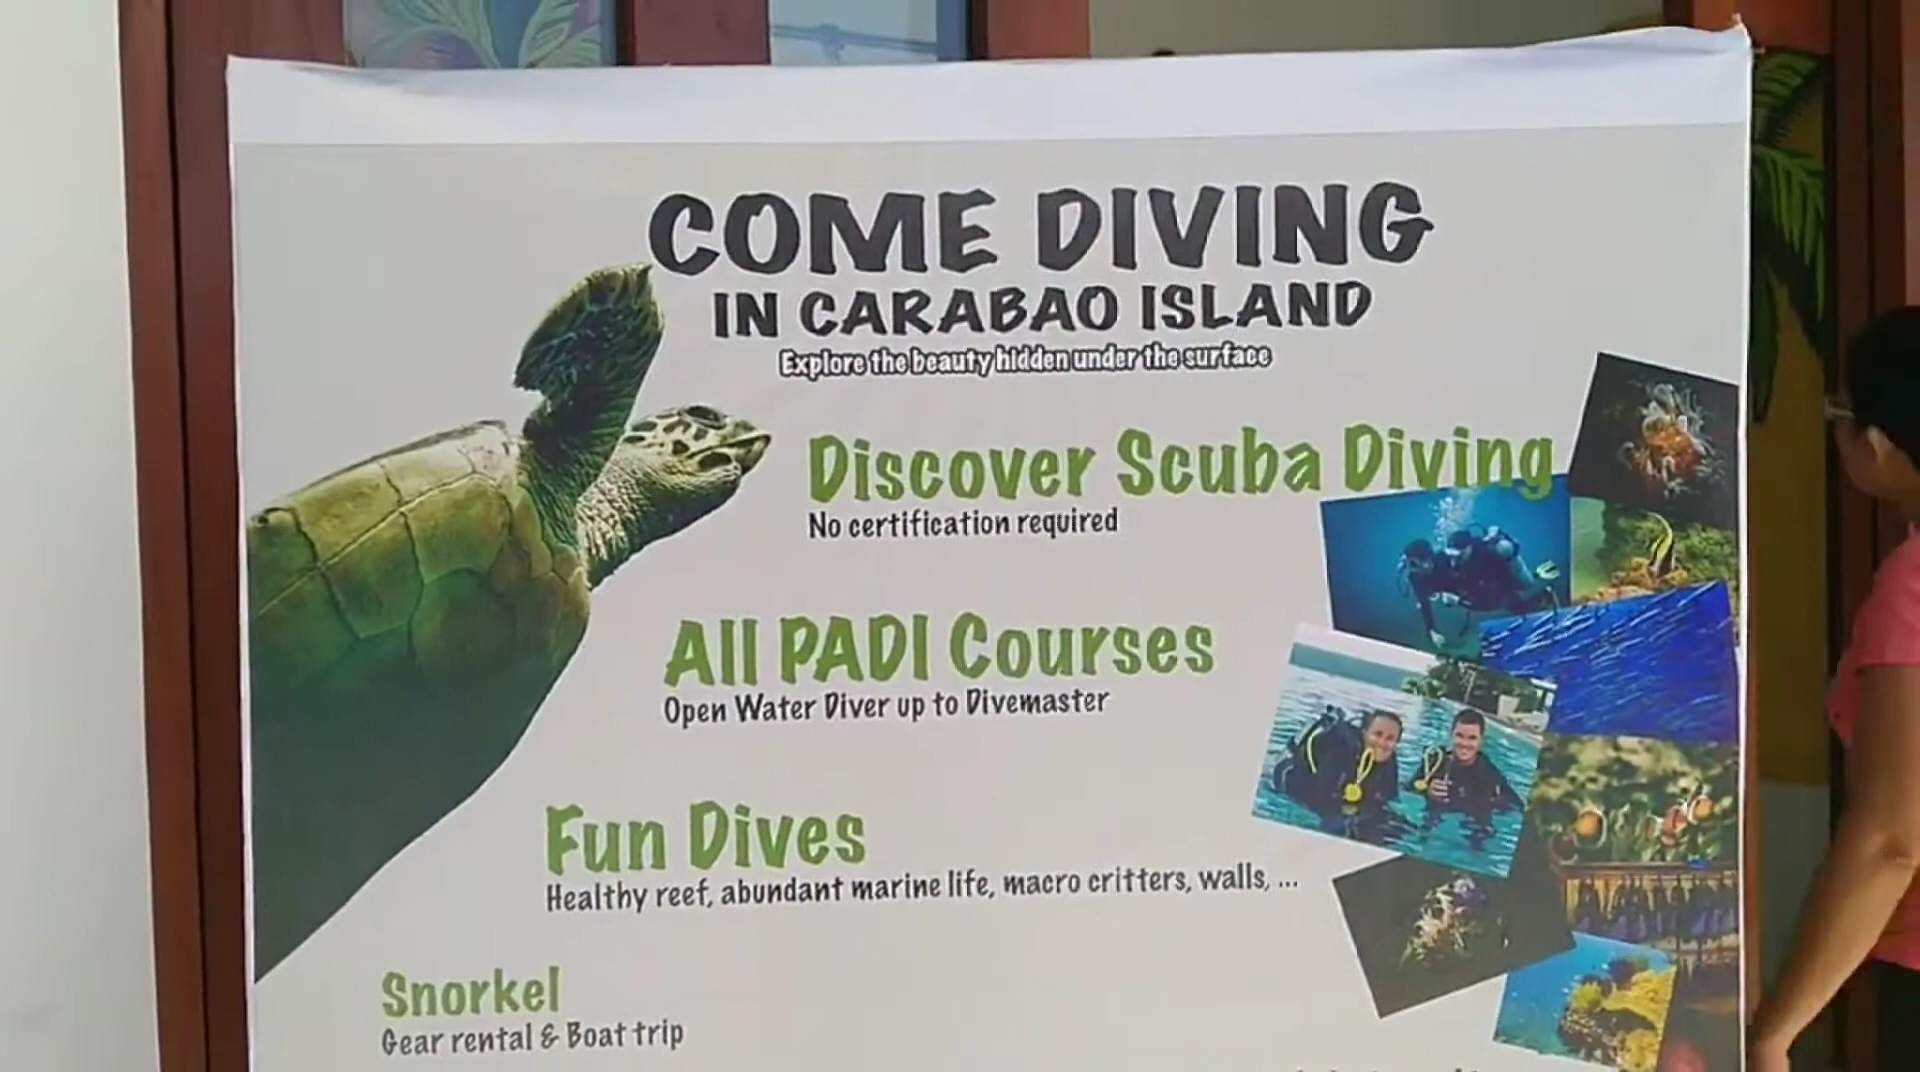 COME DIVING
IN CARABAO ISLAND
Explore the beauty hidden under the surface
Discover Scuba Diving
No certification required
All PADI Courses
Open Water Diver up to Divemaster
Fun Dives
Healthy reef, abundant marine life, macro critters, walls, ...
Snorkel
Gear rental & Boat trip